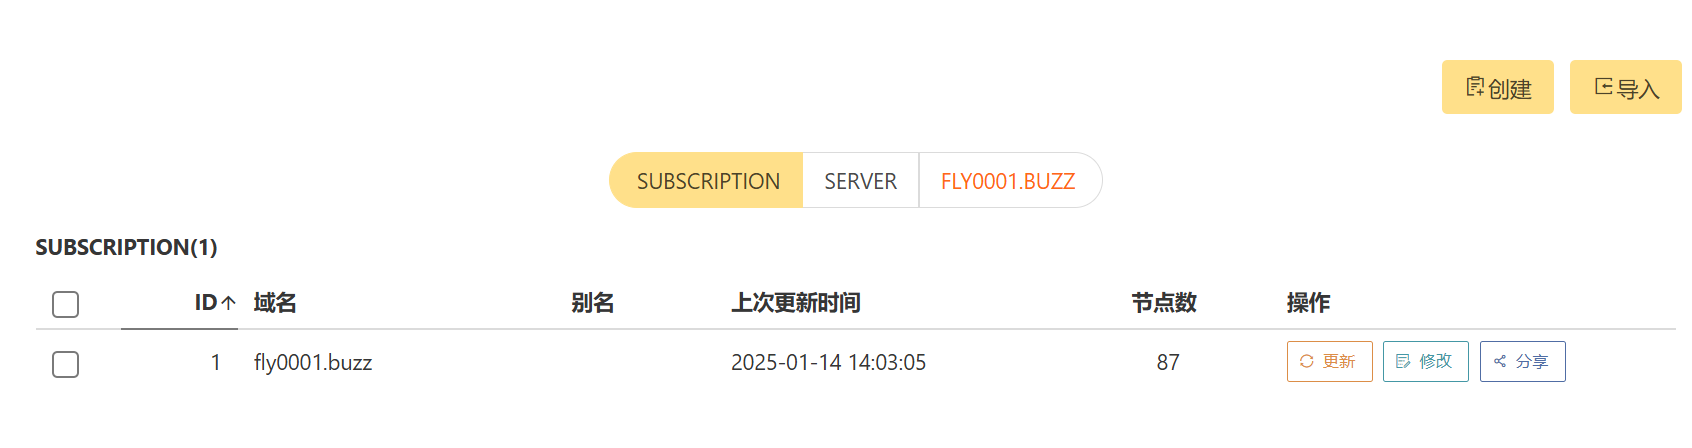 创建 导入
SUBSCRIPTION SERVER FLY0001.BUZZ
SUBSCRIPTION(1)
ID↑ 域名 别名 上次更新时间 节点数 操作
1 fly0001.buzz 2025-01-14 14:03:05 87 更新 修改 分享